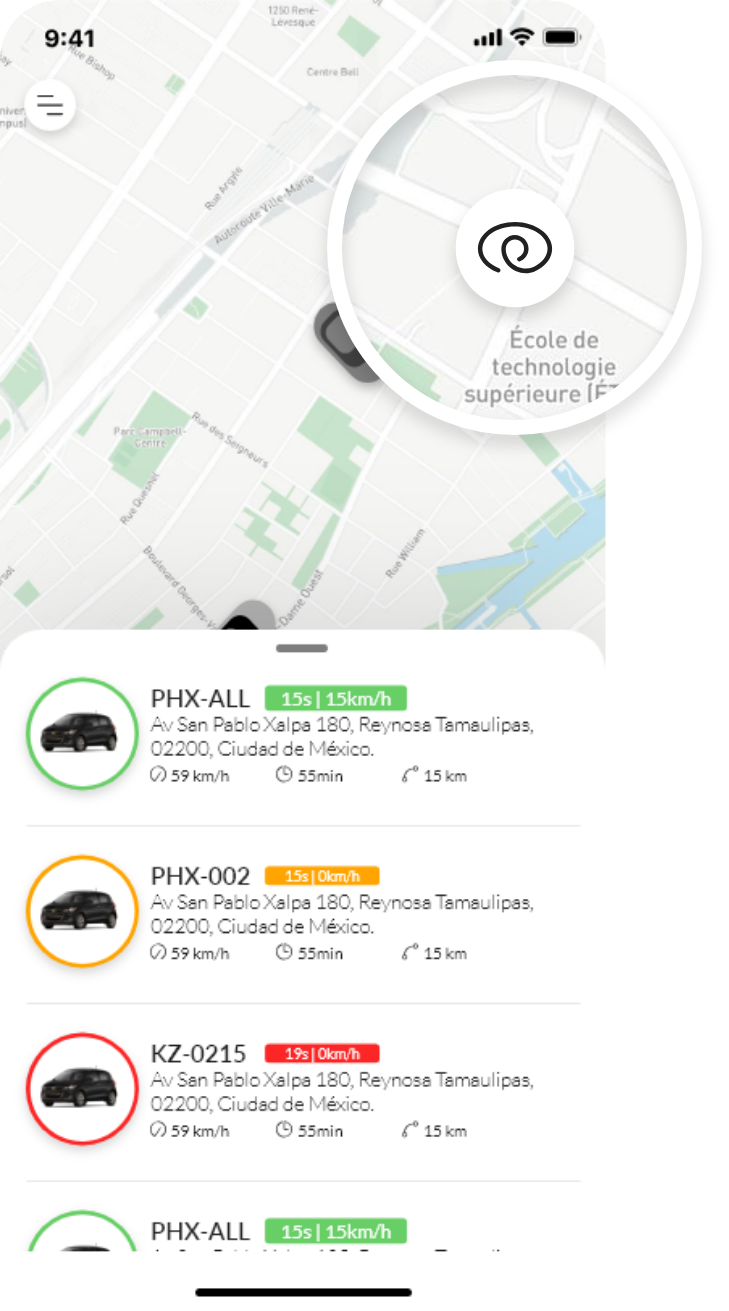 1250 René-
Lévesque
9:41
Rue Bishop
Centre Bell
Rue Argyle
Autoroute Ville-Marie
École de
technologie
supérieure (ÉT
Parc Campbell-
Centre
Rue des Seigneurs
Rue Quesnel
Rue William
Boulevard Georges-V
-Dame Ouest
PHX-ALL 15s | 15km/h
Av San Pablo Xalpa 180, Reynosa Tamaulipas,
02200, Ciudad de México.
59 km/h 55min 15 km
PHX-002 15s | 0km/h
Av San Pablo Xalpa 180, Reynosa Tamaulipas,
02200, Ciudad de México.
59 km/h 55min 15 km
KZ-0215 19s | 0km/h
Av San Pablo Xalpa 180, Reynosa Tamaulipas,
02200, Ciudad de México.
59 km/h 55min 15 km
PHX-ALL 15s | 15km/h